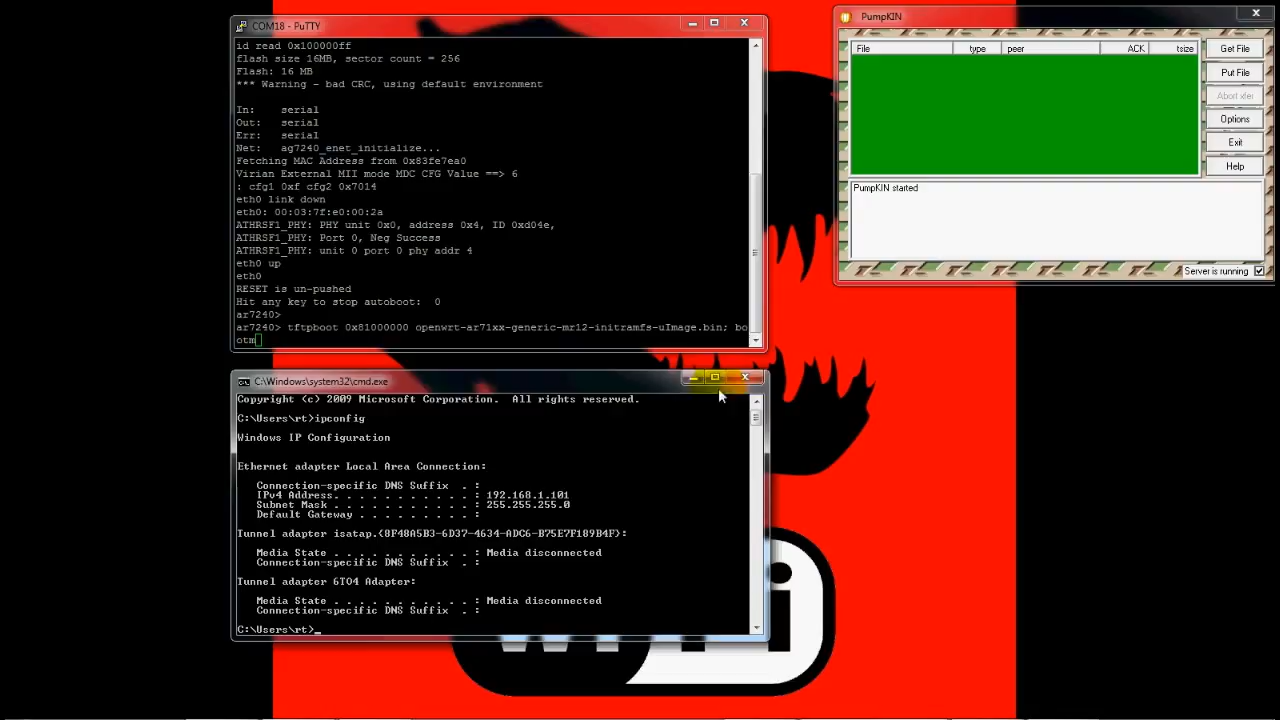 COM18 - PuTTY
id read 0x100000ff
flash size 16MB, sector count = 256
Flash: 16 MB
*** Warning - bad CRC, using default environment
In:    serial
Out:   serial
Err:   serial
Net:   ag7240_enet_initialize...
Fetching MAC Address from 0x83fe7ea0
Virian External MII mode MDC CFG Value ==> 6
: cfg1 0xf cfg2 0x7014
eth0 link down
eth0: 00:03:7f:e0:00:2a
ATHRSF1_PHY: PHY unit 0x0, address 0x4, ID 0xd04e,
ATHRSF1_PHY: Port 0, Neg Success
ATHRSF1_PHY: unit 0 port 0 phy addr 4
eth0 up
eth0
RESET is un-pushed
Hit any key to stop autoboot:  0
ar7240>
ar7240> tftpboot 0x81000000 openwrt-ar71xx-generic-mr12-initramfs-uImage.bin; bo
otm
C:\Windows\system32\cmd.exe
Copyright (c) 2009 Microsoft Corporation.  All rights reserved.
C:\Users\rt>ipconfig
Windows IP Configuration
Ethernet adapter Local Area Connection:
Connection-specific DNS Suffix  . :
IPv4 Address. . . . . . . . . . . : 192.168.1.101
Subnet Mask . . . . . . . . . . . : 255.255.255.0
Default Gateway . . . . . . . . . :
Tunnel adapter isatap.{8F48A5B3-6D37-4634-ADC6-B75E7F189B4F}:
Media State . . . . . . . . . . . : Media disconnected
Connection-specific DNS Suffix  . :
Tunnel adapter 6TO4 Adapter:
Media State . . . . . . . . . . . : Media disconnected
Connection-specific DNS Suffix  . :
C:\Users\rt>_
PumpKIN
File type peer ACK tsize
Get File
Put File
Abort xfer
Options
Exit
Help
PumpKIN started
Server is running